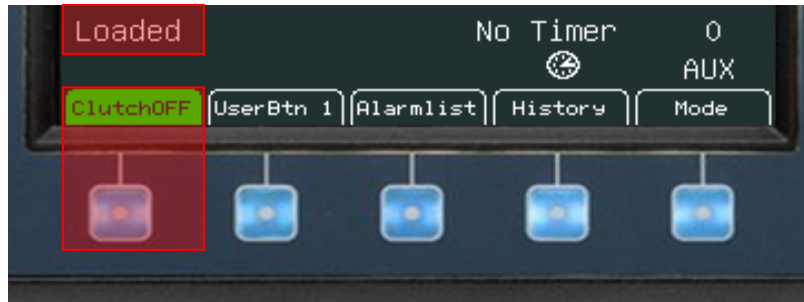 Loaded No Timer 0
AUX
ClutchOFF UserBtn 1 Alarmlist History Mode